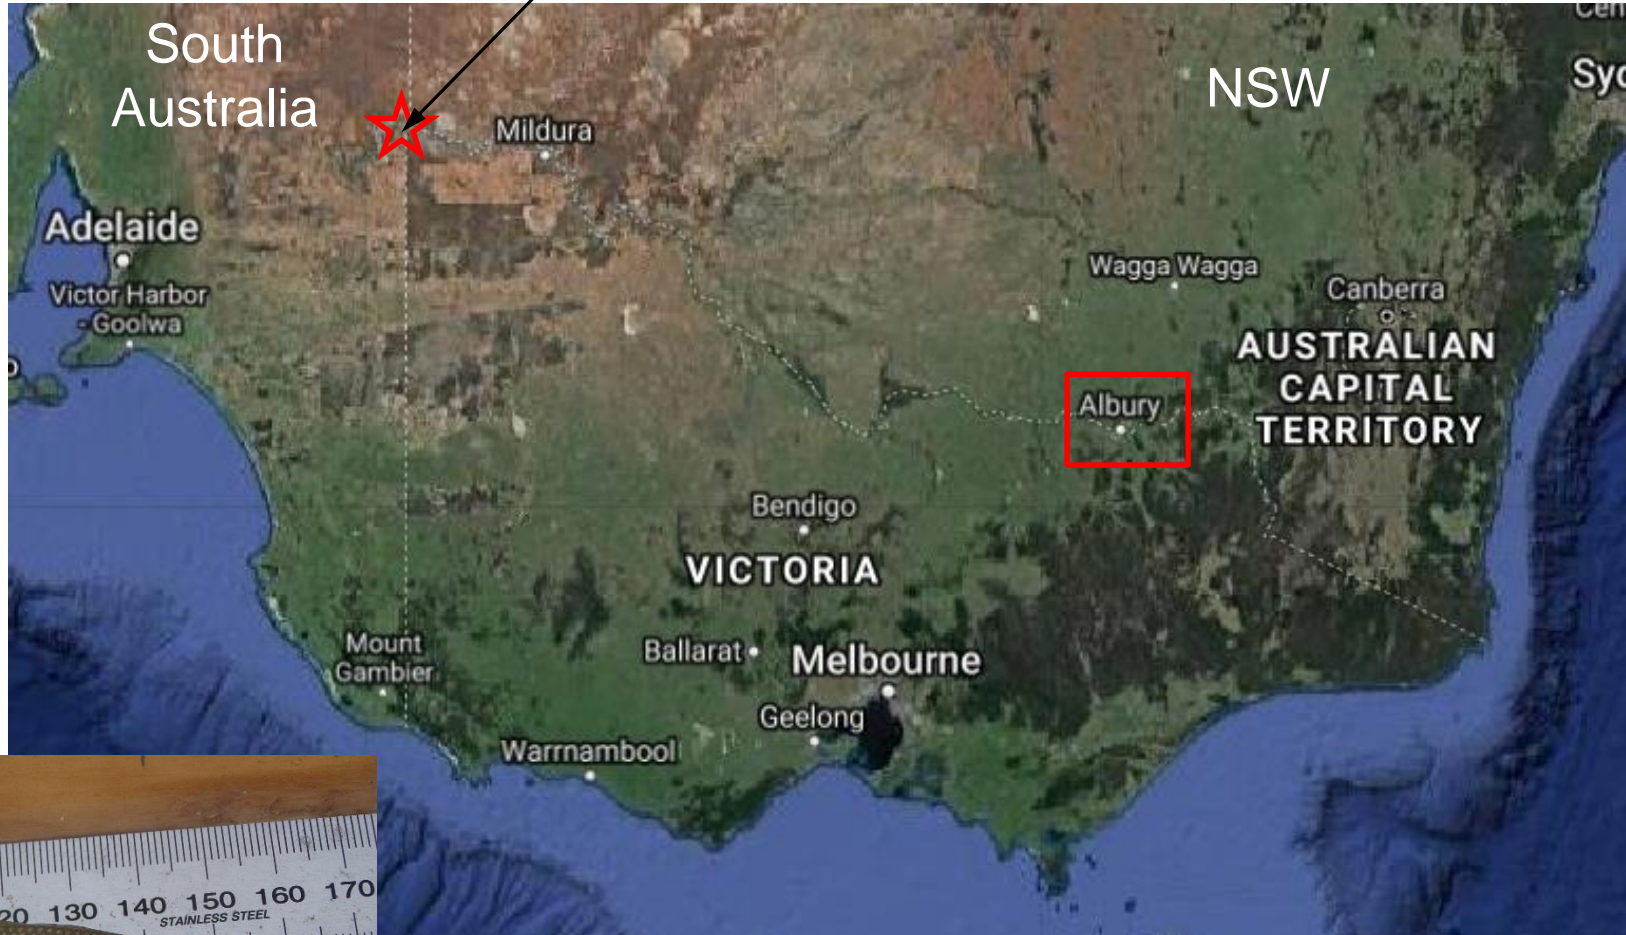 South
Australia
NSW
Mildura
Adelaide
Victor Harbor
- Goolwa
Wagga Wagga
Canberra
AUSTRALIAN
CAPITAL
TERRITORY
Albury
Bendigo
VICTORIA
Mount
Gambier
Ballarat
Melbourne
Geelong
Warrnambool
130 140 150 160 170
STAINLESS STEEL